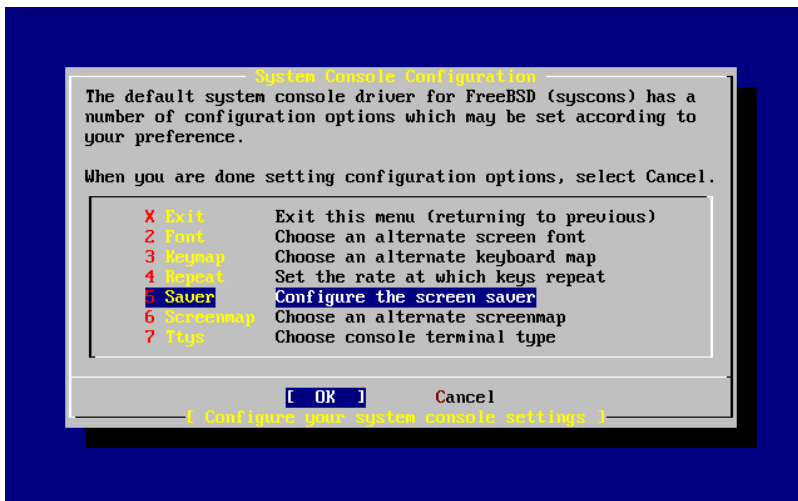 System Console Configuration
The default system console driver for FreeBSD (syscons) has a
number of configuration options which may be set according to
your preference.
When you are done setting configuration options, select Cancel.
X Exit Exit this menu (returning to previous)
2 Font Choose an alternate screen font
3 Keymap Choose an alternate keyboard map
4 Repeat Set the rate at which keys repeat
5 Saver Configure the screen saver
6 Screenmap Choose an alternate screenmap
7 Ttys Choose console terminal type
[ OK ] Cancel
[ Configure your system console settings ]